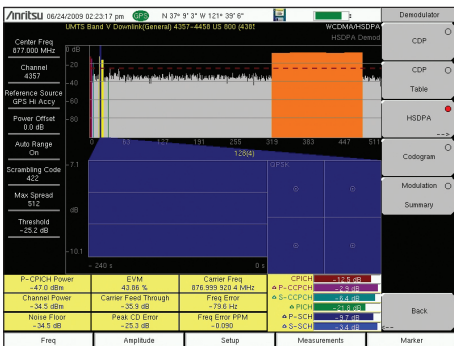 Anritsu 06/24/2009 02:23:17 pm GPS N 37° 9' 3" W 121° 39' 6"
Demodulator
UMTS Band V Downlink(General) 4357-4458 US 800 (4381
WCDMA/HSDPA
HSDPA Demod
Center Freq
877.000 MHz
Channel
4357
Reference Source
GPS Hi Accy
Power Offset
0.0 dB
Auto Range
On
Scrambling Code
422
Max Spread
512
Threshold
-25.2 dB
0 dB
-20
-40
-60
-80
0
127
191
255
319
383
447
511
128(4)
-7.1
dB
-10.1
-240 s
0 s
QPSK
CDP
CDP
Table
HSDPA
-->
Codogram
Modulation
Summary
Back
<--
P-CPICH Power
-47.0 dBm
EVM
43.86 %
Carrier Freq
876.999 920 4 MHz
Channel Power
-34.5 dBm
Carrier Feed Through
-35.9 dB
Freq Error
-79.6 Hz
Noise Floor
-34.5 dB
Peak CD Error
-25.3 dB
Freq Error PPM
-0.090
CPICH -12.5 dB
P-CCPCH -2.9 dB
S-CCPCH -6.4 dB
PICH -21.8 dB
P-SCH -9.7 dB
S-SCH -3.4 dB
Freq
Amplitude
Setup
Measurements
Marker